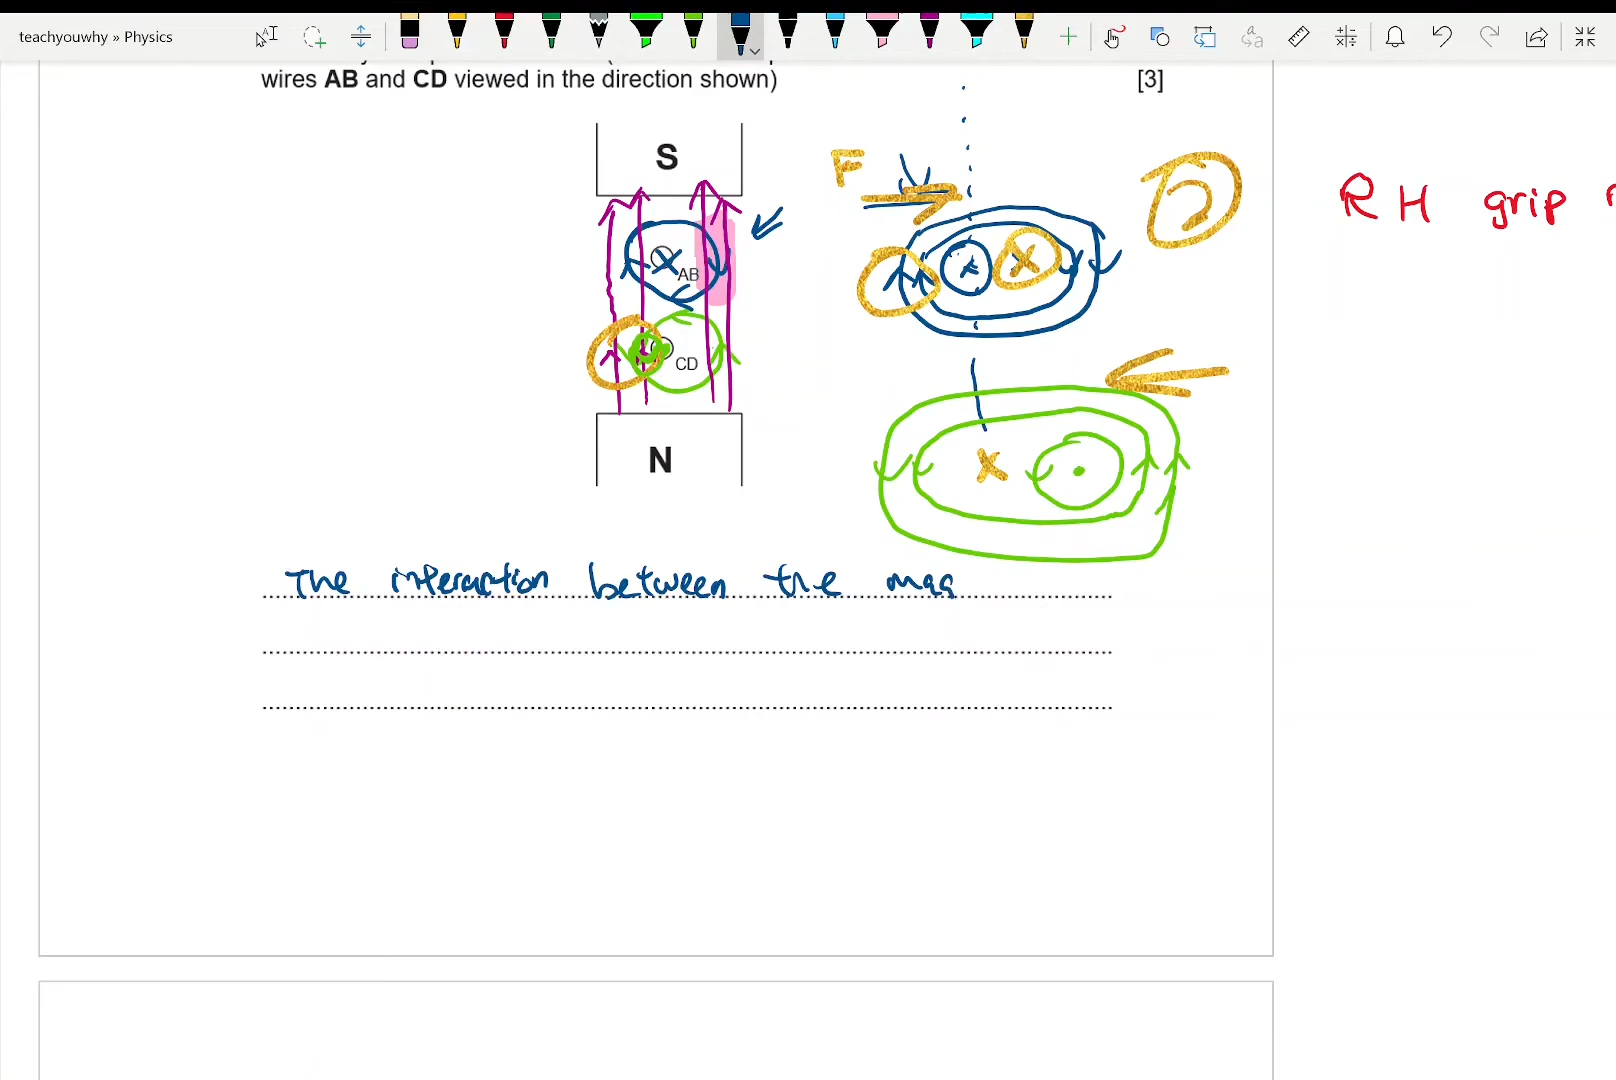 teachyouwhy » Physics
wires AB and CD viewed in the direction shown) [3]
S
F
RH grip
AB
CD
N
The interaction between the mag